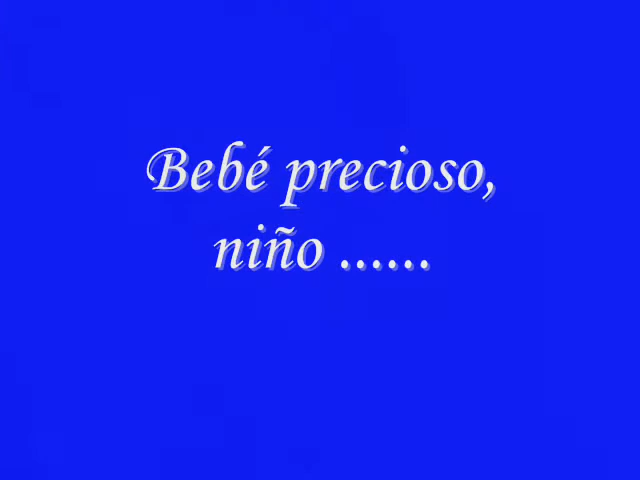 Bebé precioso,
niño ......